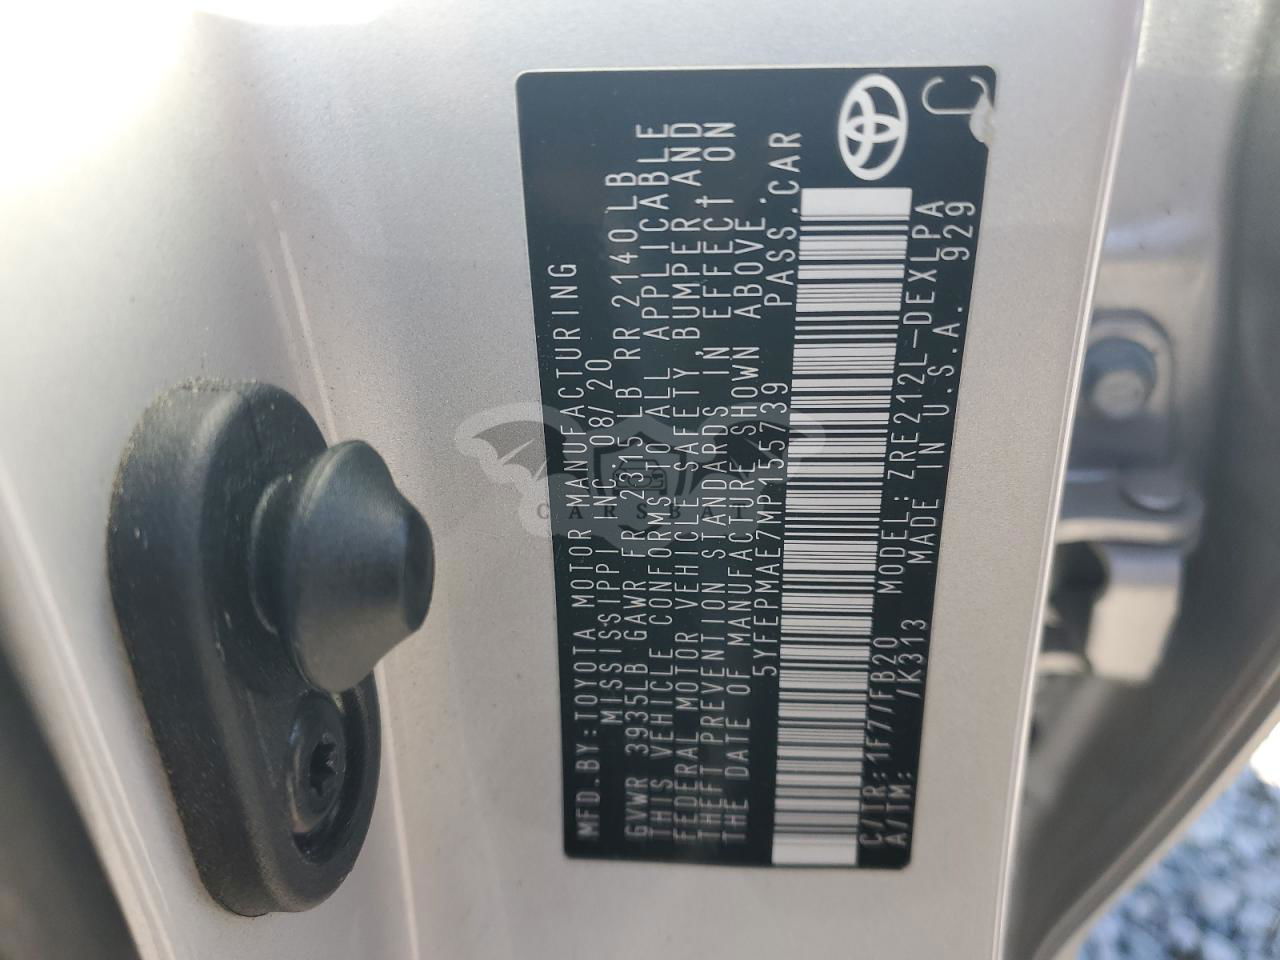 MFD.BY:TOYOTA MOTOR MANUFACTURING
MISSISSIPPI INC. 08/20
GVWR 3935LB GAWR FR 2315LB RR 2140LB
THIS VEHICLE CONFORMS TO ALL APPLICABLE
FEDERAL MOTOR VEHICLE SAFETY, BUMPER AND
THEFT PREVENTION STANDARDS IN EFFECT ON
THE DATE OF MANUFACTURE SHOWN ABOVE.
5YFEPMAE7MP155739 PASS.CAR
C/TR:1F7/FB20 MODEL:ZRE212L-DEXLPA
A/TM: /K313 MADE IN U.S.A. 929
C
CARSBAT